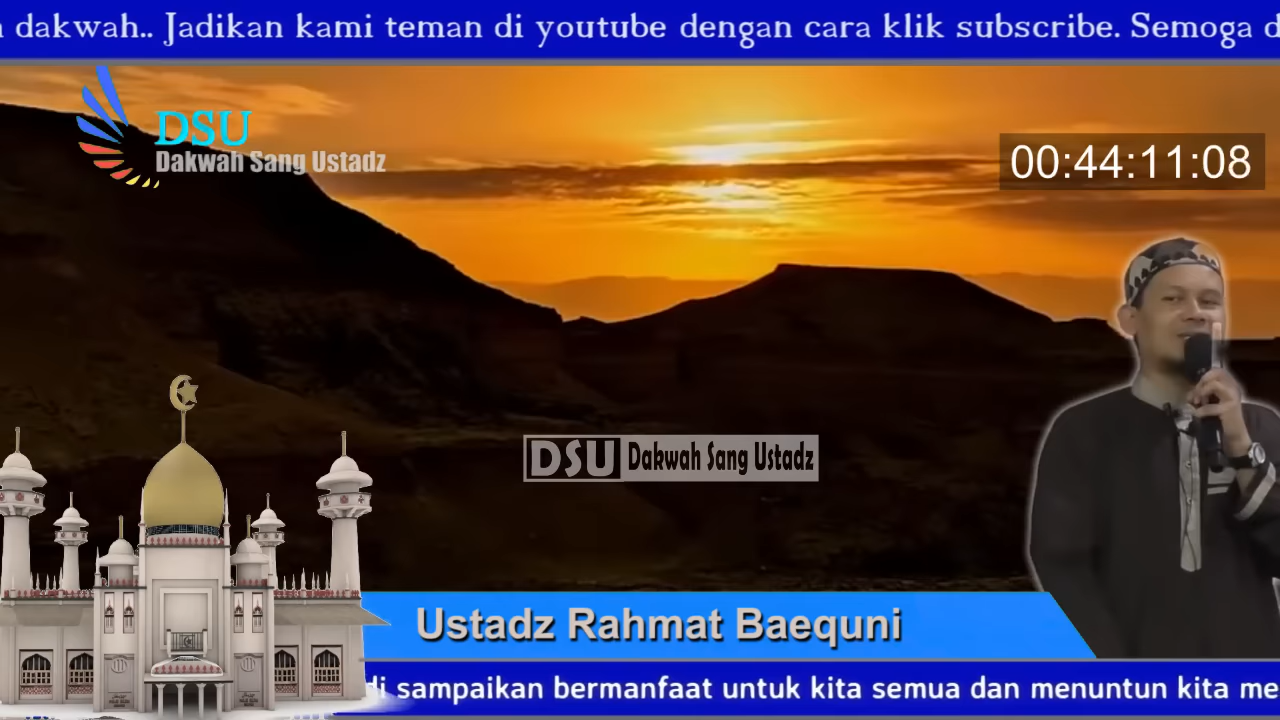 dakwah.. Jadikan kami teman di youtube dengan cara klik subscribe. Semoga d
DSU
Dakwah Sang Ustadz
00:44:11:08
DSU Dakwah Sang Ustadz
Ustadz Rahmat Baequni
di sampaikan bermanfaat untuk kita semua dan menuntun kita me